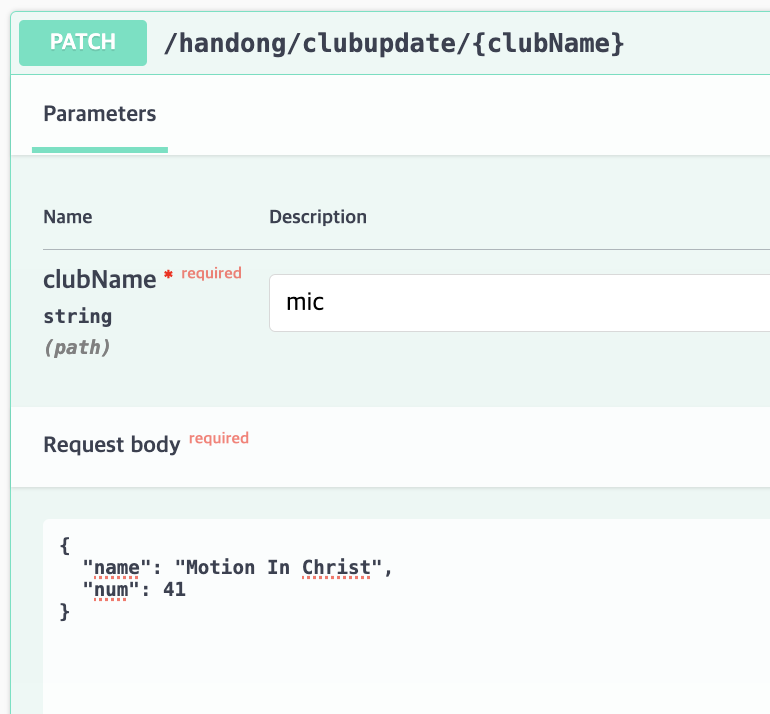 PATCH /handong/clubupdate/{clubName}
Parameters
Name Description
clubName * required
string
(path)
mic
Request body required
{
"name": "Motion In Christ",
"num": 41
}